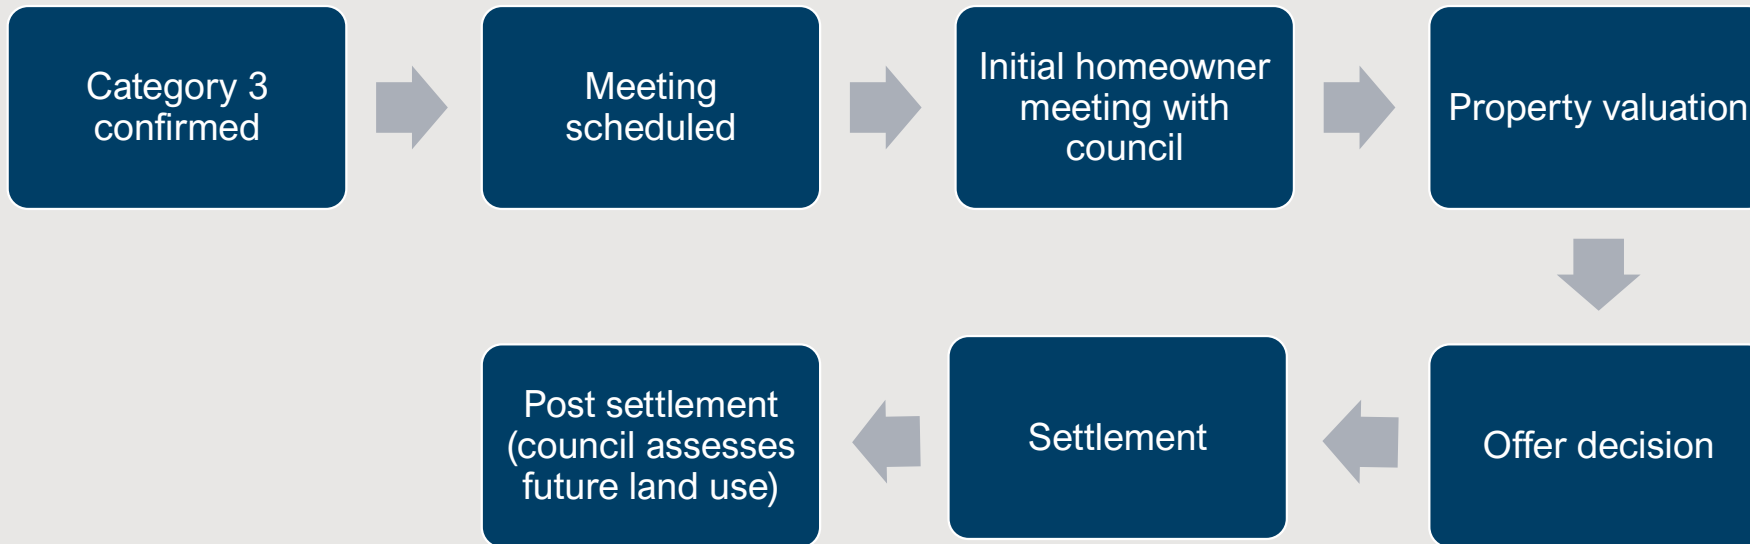 Category 3
confirmed
Meeting
scheduled
Initial homeowner
meeting with
council
Property valuation
Offer decision
Settlement
Post settlement
(council assesses
future land use)